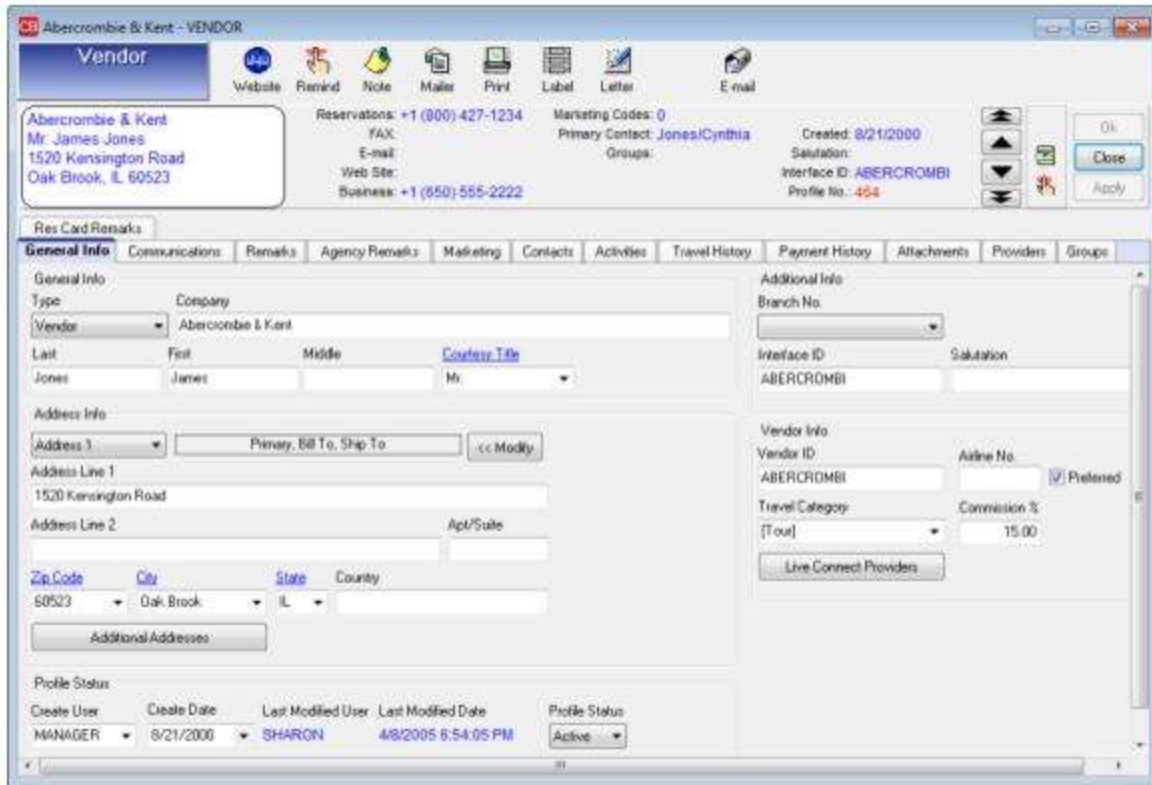 CB Abercrombie & Kent - VENDOR
Vendor
Website Remind Note Mailer Print Label Letter E-mail
Abercrombie & Kent
Mr. James Jones
1520 Kensington Road
Oak Brook, IL 60523
Reservations: +1 (800) 427-1234
FAX:
E-mail:
Web Site:
Business: +1 (650) 555-2222
Marketing Codes: 0
Primary Contact: Jones/Cynthia
Groups:
Created: 8/21/2000
Salutation:
Interface ID: ABERCROMBI
Profile No.: 464
Ok
Close
Apply
Res Card Remarks
General Info Communications Remarks Agency Remarks Marketing Contacts Activities Travel History Payment History Attachments Providers Groups
General Info
Type Company
Vendor Abercrombie & Kent
Last First Middle Courtesy Title
Jones James Mr.
Address Info
Address 1 Primary, Bill To, Ship To << Modify
Address Line 1
1520 Kensington Road
Address Line 2 Apt/Suite
Zip Code City State Country
60523 Oak Brook IL
Additional Addresses
Profile Status
Create User Create Date Last Modified User Last Modified Date Profile Status
MANAGER 8/21/2000 SHARON 4/8/2005 6:54:05 PM Active
Additional Info
Branch No.
Interface ID Salutation
ABERCROMBI
Vendor Info
Vendor ID Airline No.
ABERCROMBI Preferred
Travel Category Commission %
[Tour] 15.00
Live Connect Providers